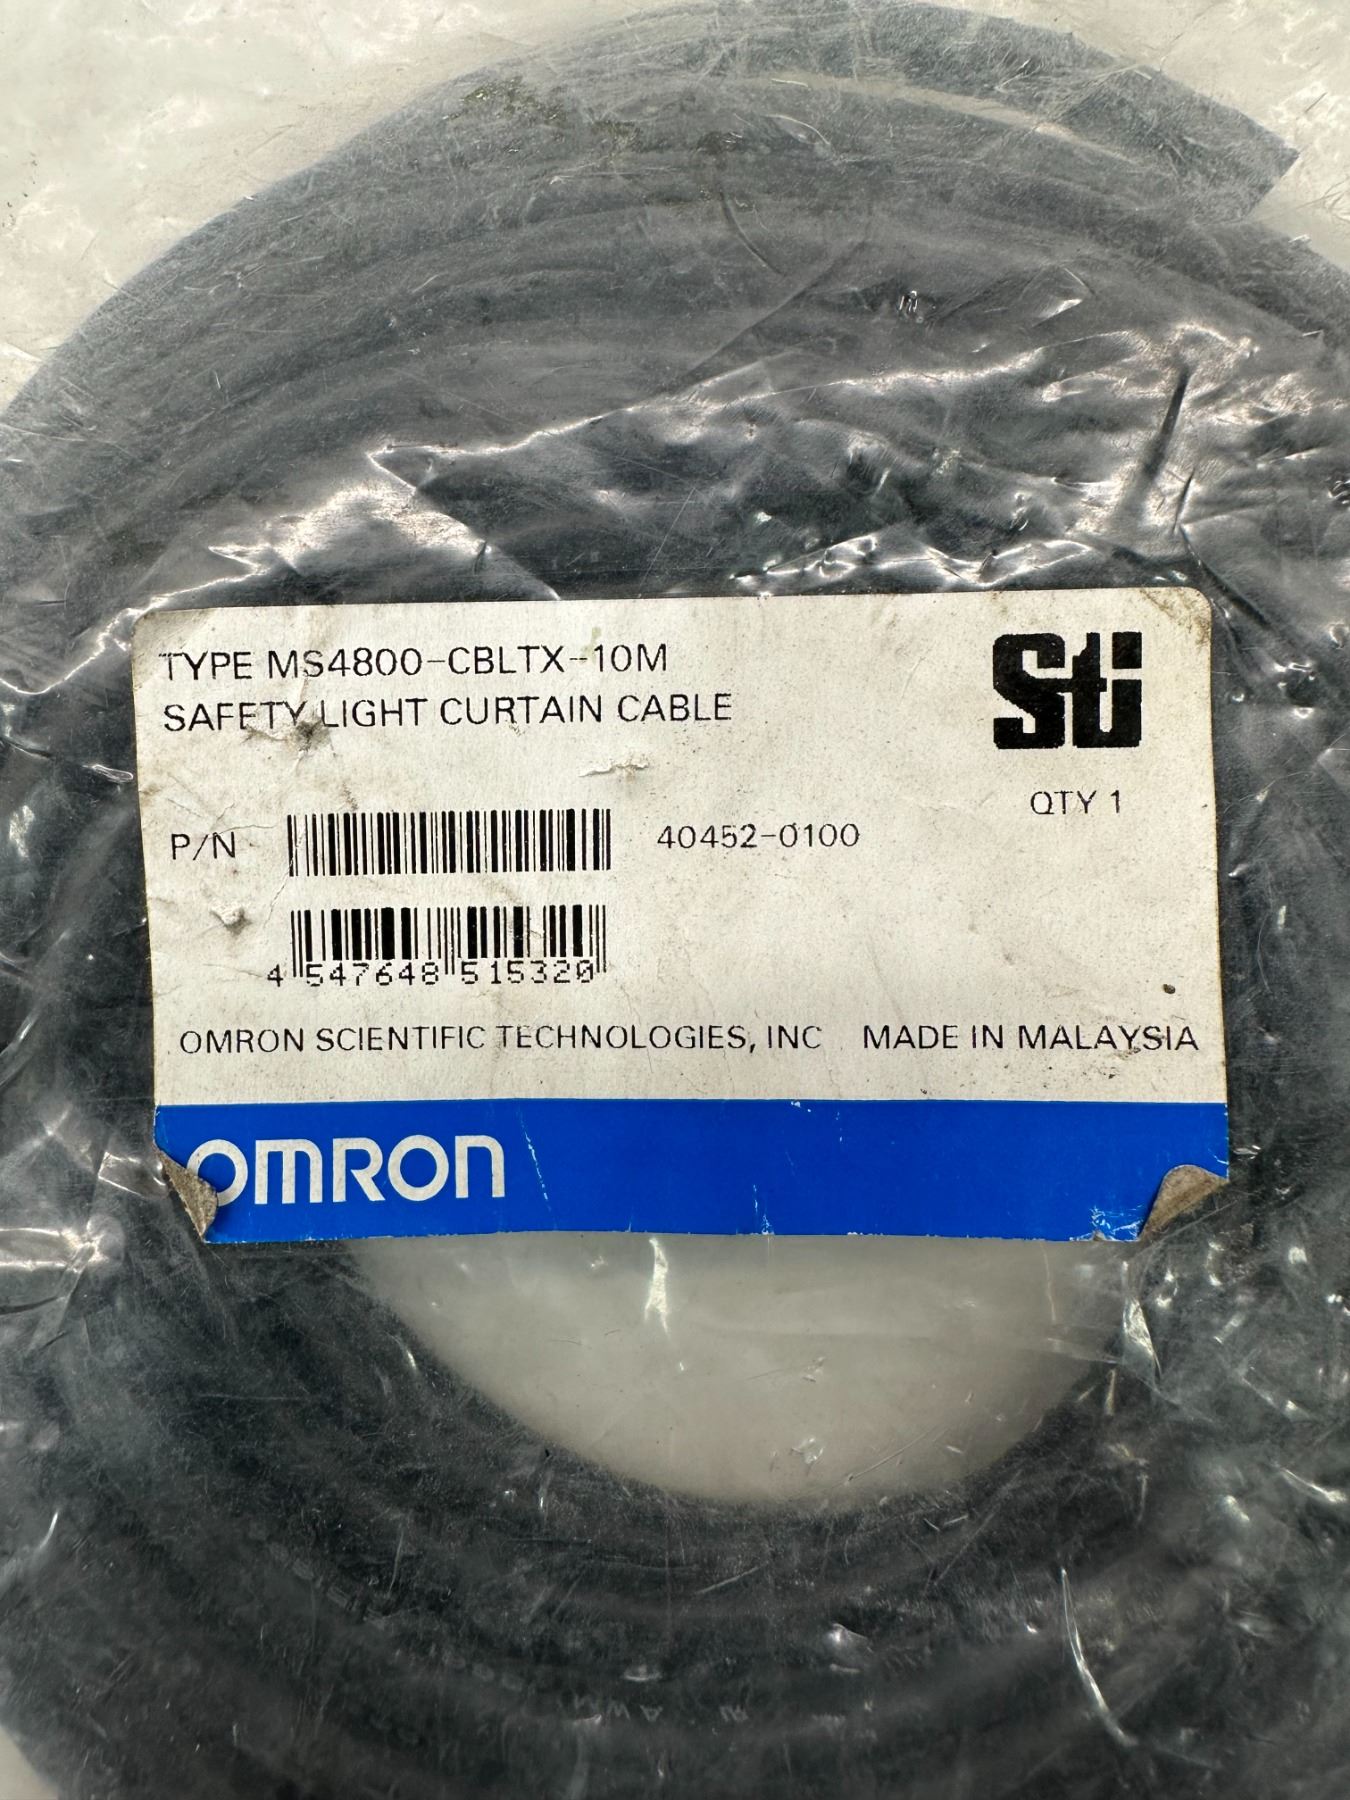 TYPE MS4800-CBLTX-10M
SAFETY LIGHT CURTAIN CABLE
Sti
QTY 1
P/N 40452-0100
4 547648 515320
OMRON SCIENTIFIC TECHNOLOGIES, INC MADE IN MALAYSIA
OMRON